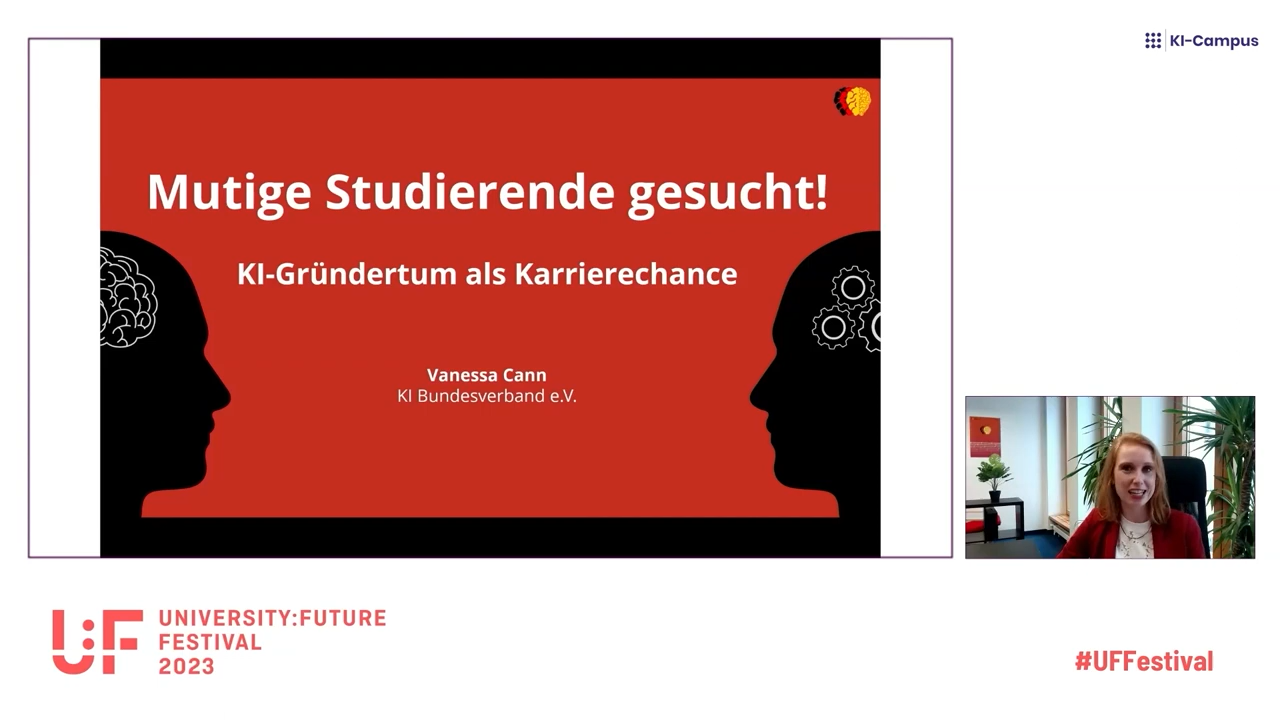 KI-Campus
Mutige Studierende gesucht!
KI-Gründertum als Karrierechance
Vanessa Cann
KI Bundesverband e.V.
U:F
UNIVERSITY:FUTURE
FESTIVAL
2023
#UFFestival